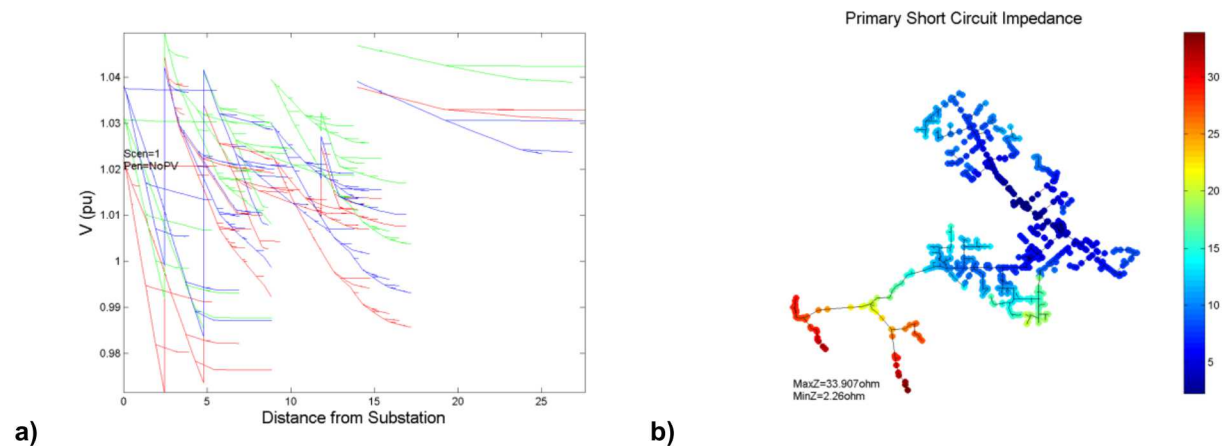 V (pu)
1.04
1.03
1.02
1.01
1
0.99
0.98
Scen=1
Pen=NoPV
0
5
10
15
20
25
Distance from Substation
a)
Primary Short Circuit Impedance
MaxZ=33.907ohm
MinZ=2.26ohm
30
25
20
15
10
5
b)